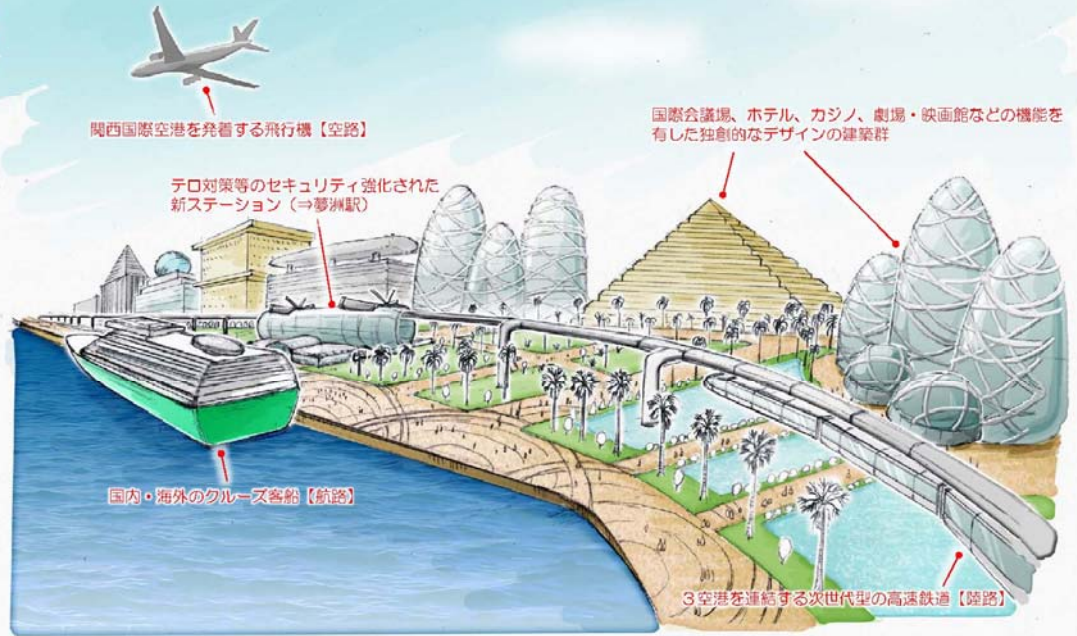 関西国際空港を発着する飛行機【空路】
国際会議場、ホテル、カジノ、劇場・映画館などの機能を
有した独創的なデザインの建築群
テロ対策等のセキュリティ強化された
新ステーション（⇒夢洲駅）
国内・海外のクルーズ客船【航路】
3空港を連結する次世代型の高速鉄道【陸路】